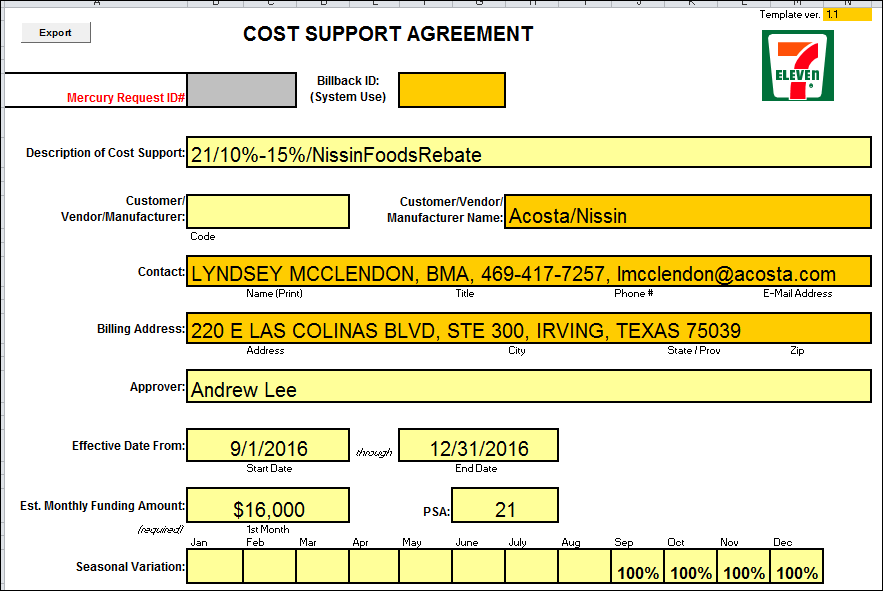 Template ver. 1.1
Export
COST SUPPORT AGREEMENT
7
ELEVEN
Mercury Request ID#
Billback ID:
(System Use)
Description of Cost Support: 21/10%-15%/NissinFoodsRebate
Customer/
Vendor/Manufacturer:
Code
Customer/Vendor/
Manufacturer Name: Acosta/Nissin
Contact: LYNDSEY MCCLENDON, BMA, 469-417-7257, lmcclendon@acosta.com
Name (Print) Title Phone # E-Mail Address
Billing Address: 220 E LAS COLINAS BLVD, STE 300, IRVING, TEXAS 75039
Address City State / Prov Zip
Approver: Andrew Lee
Effective Date From: 9/1/2016 through 12/31/2016
Start Date End Date
Est. Monthly Funding Amount: $16,000 PSA: 21
(required) 1st Month
Jan Feb Mar Apr May June July Aug Sep Oct Nov Dec
Seasonal Variation: 100% 100% 100% 100%